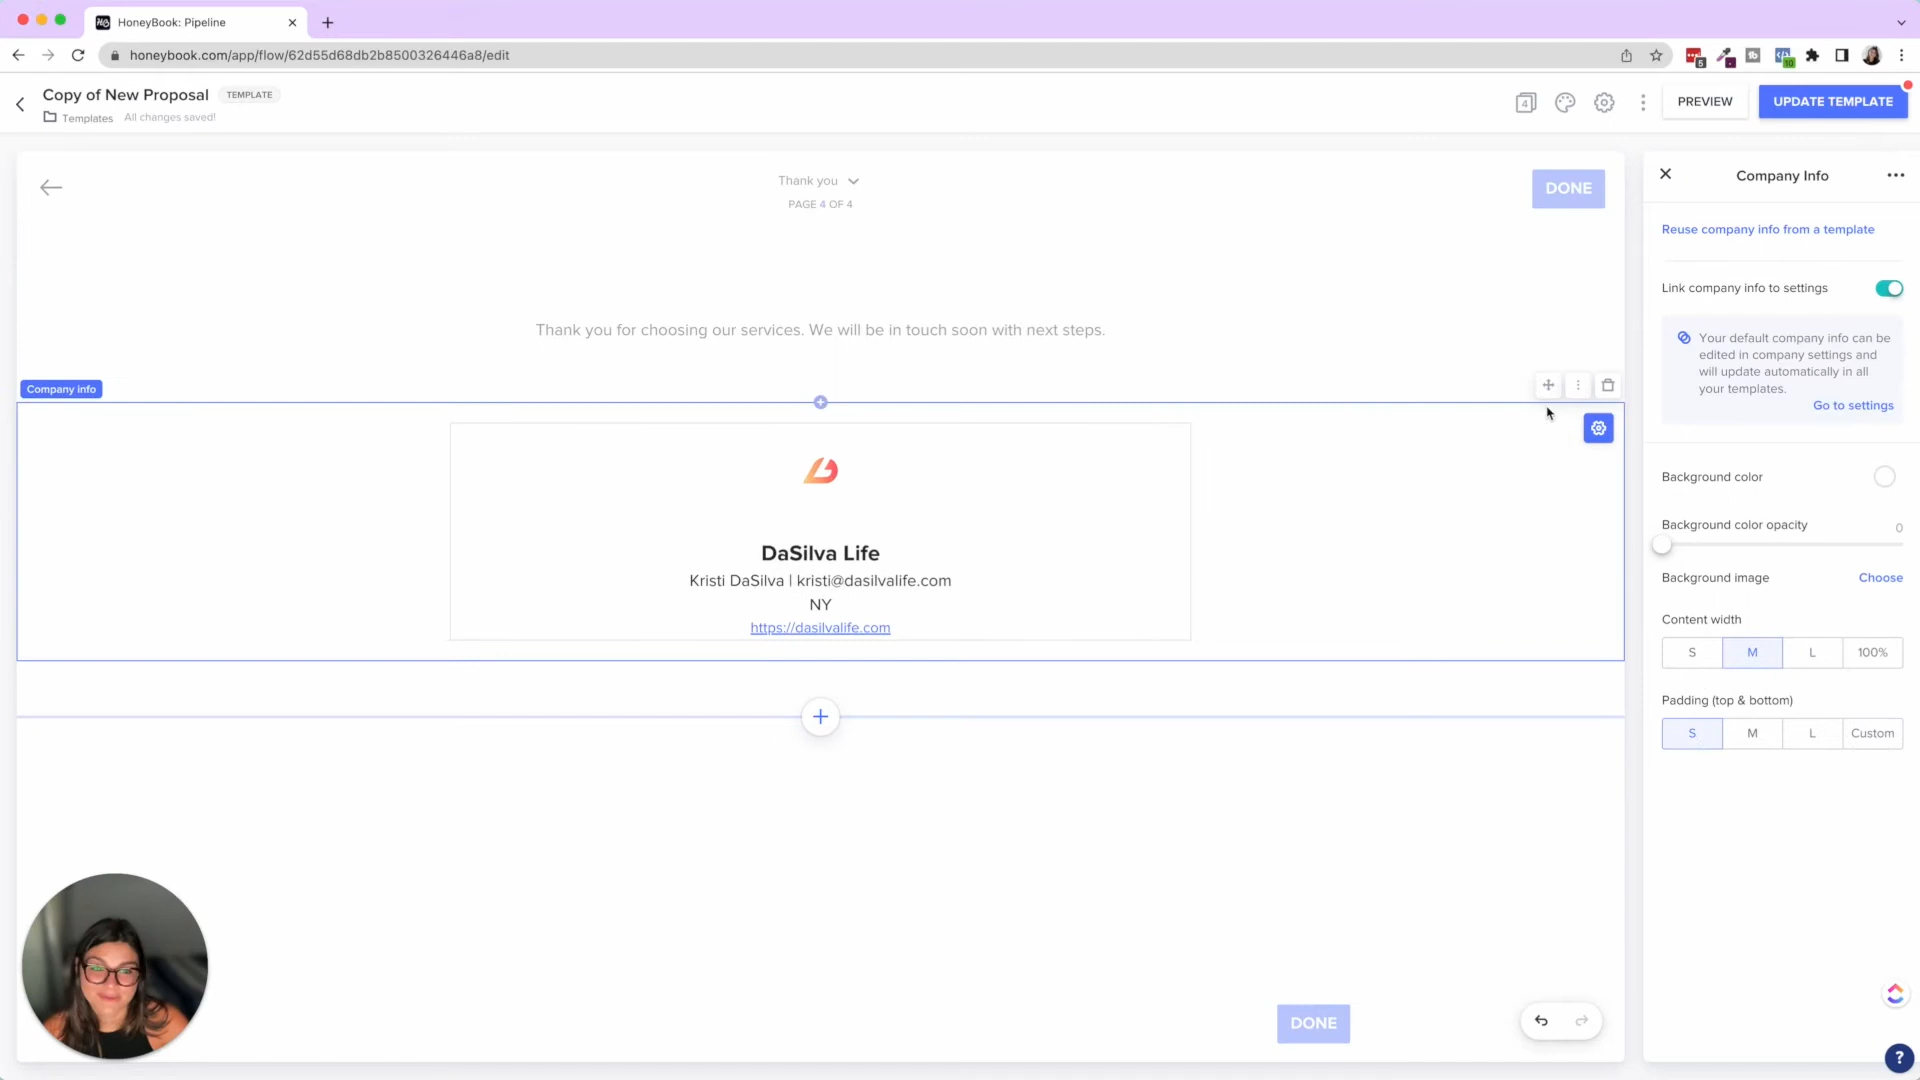 HoneyBook: Pipeline
honeybook.com/app/flow/62d55d68db2b8500326446a8/edit
5
10
Copy of New Proposal
TEMPLATE
Templates
All changes saved!
4
PREVIEW
UPDATE TEMPLATE
Thank you
PAGE 4 OF 4
DONE
Thank you for choosing our services. We will be in touch soon with next steps.
Company info
DaSilva Life
Kristi DaSilva | kristi@dasilvalife.com
NY
https://dasilvalife.com
DONE
Company Info
Reuse company info from a template
Link company info to settings
Your default company info can be
edited in company settings and
will update automatically in all
your templates.
Go to settings
Background color
Background color opacity
0
Background image
Choose
Content width
S
M
L
100%
Padding (top & bottom)
S
M
L
Custom
?